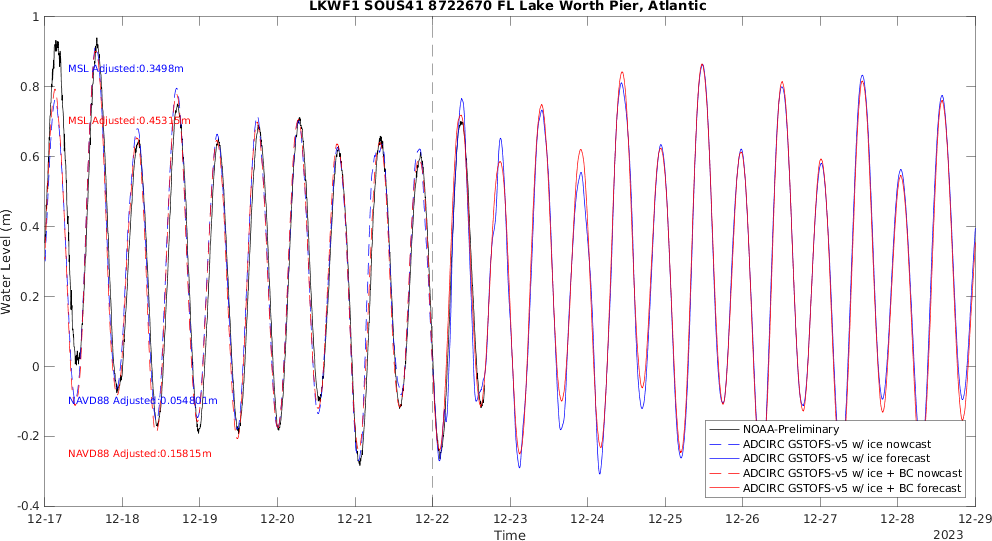 LKWF1 SOUS41 8722670 FL Lake Worth Pier, Atlantic
1
0.8
0.6
0.4
0.2
0
-0.2
-0.4
Water Level (m)
MSL Adjusted:0.3498m
MSL Adjusted:0.45315m
NAVD88 Adjusted:0.054801m
NAVD88 Adjusted:0.15815m
NOAA-Preliminary
ADCIRC GSTOFS-v5 w/ ice nowcast
ADCIRC GSTOFS-v5 w/ ice forecast
ADCIRC GSTOFS-v5 w/ ice + BC nowcast
ADCIRC GSTOFS-v5 w/ ice + BC forecast
12-17 12-18 12-19 12-20 12-21 12-22 12-23 12-24 12-25 12-26 12-27 12-28 12-29
Time
2023